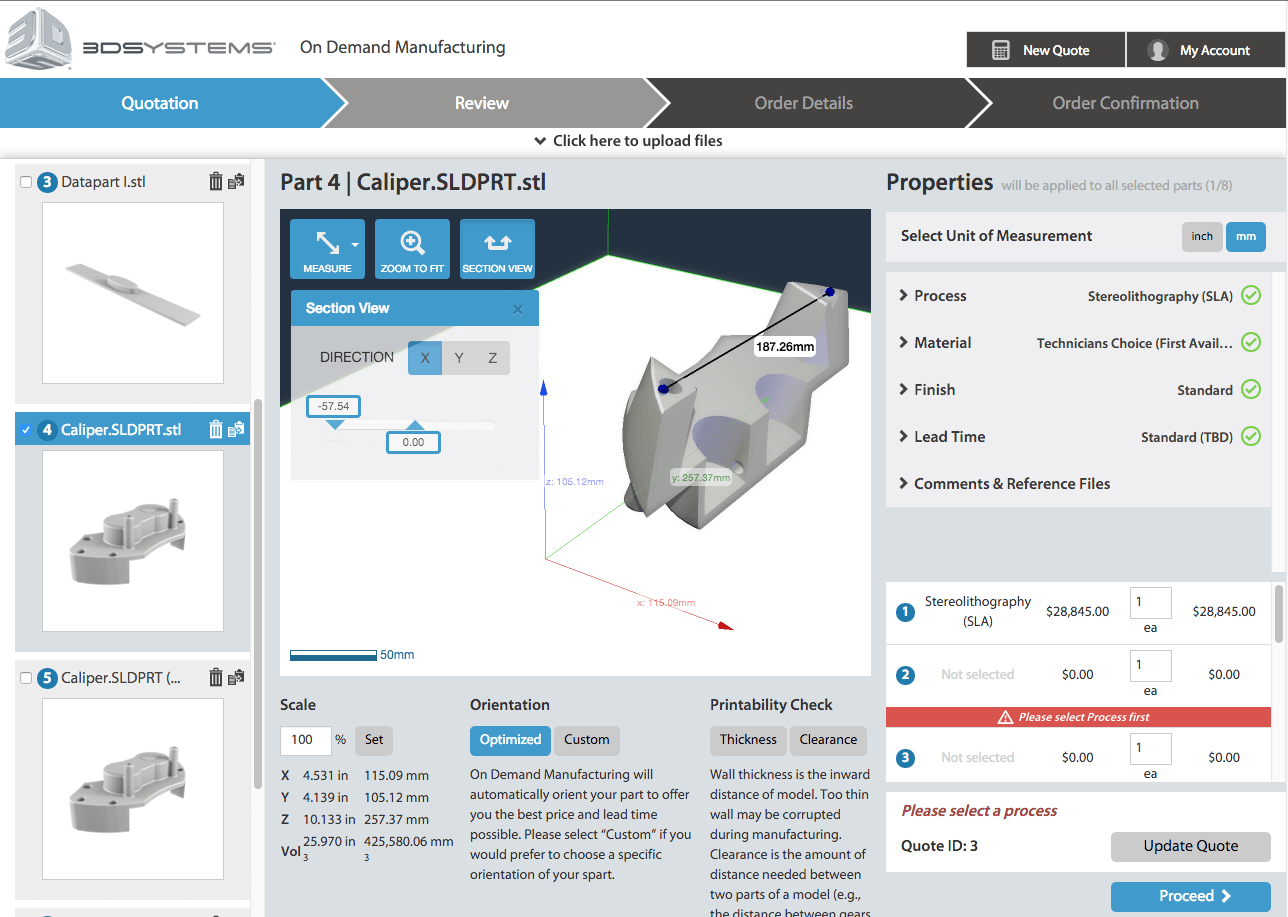 3DSYSTEMS
On Demand Manufacturing
New Quote
My Account
Quotation
Review
Order Details
Order Confirmation
Click here to upload files
3 Datapart I.stl
4 Caliper.SLDPRT.stl
5 Caliper.SLDPRT (...
Part 4 | Caliper.SLDPRT.stl
MEASURE
ZOOM TO FIT
SECTION VIEW
Section View ×
DIRECTION X Y Z
-57.54
0.00
187.26mm
y: 257.37mm
z: 105.12mm
x: 115.09mm
50mm
Scale
100 % Set
X 4.531 in 115.09 mm
Y 4.139 in 105.12 mm
Z 10.133 in 257.37 mm
Vol 25.970 in 3 425,580.06 mm 3
Orientation
Optimized Custom
On Demand Manufacturing will
automatically orient your part to offer
you the best price and lead time
possible. Please select “Custom” if you
would prefer to choose a specific
orientation of your spart.
Printability Check
Thickness Clearance
Wall thickness is the inward
distance of model. Too thin
wall may be corrupted
during manufacturing.
Clearance is the amount of
distance needed between
two parts of a model (e.g.,
the distance between gears
Properties will be applied to all selected parts (1/8)
Select Unit of Measurement inch mm
Process Stereolithography (SLA)
Material Technicians Choice (First Avail...
Finish Standard
Lead Time Standard (TBD)
Comments & Reference Files
1 Stereolithography (SLA) $28,845.00 1 ea $28,845.00
2 Not selected $0.00 1 ea $0.00
Please select Process first
3 Not selected $0.00 1 ea $0.00
Please select a process
Quote ID: 3 Update Quote
Proceed